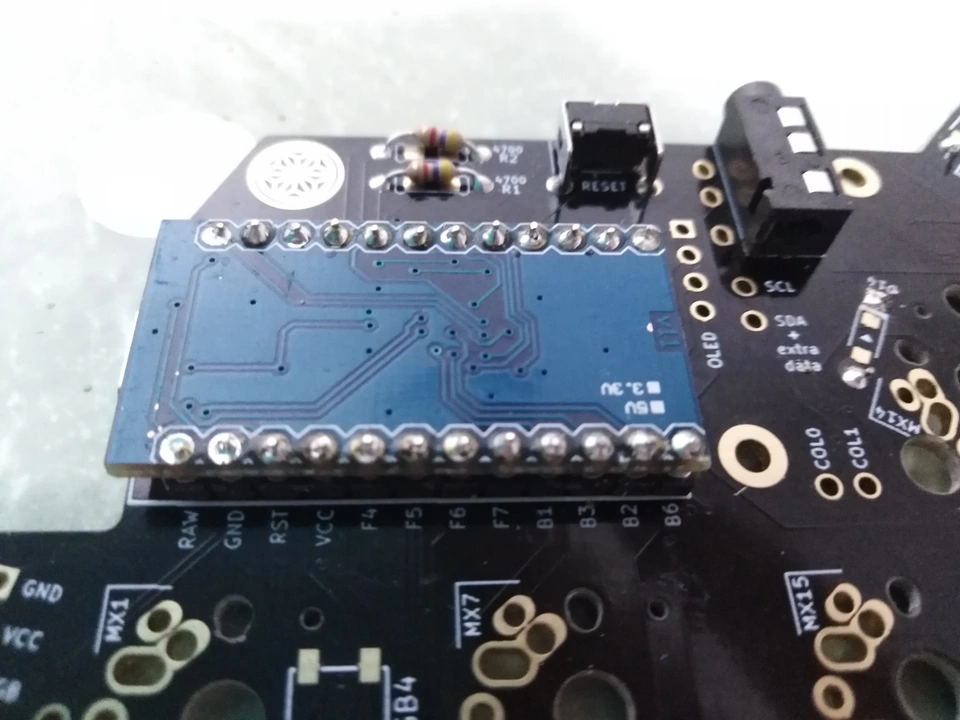 4700
R2
4700
R1
RESET
SCL
SDA
+
extra
data
OLED
3.3V
5V
MX14
COL0
COL1
RAW
GND
RST
VCC
F4
F5
F6
F7
B1
B3
B2
B6
GND
VCC
MX1
MX7
MX15